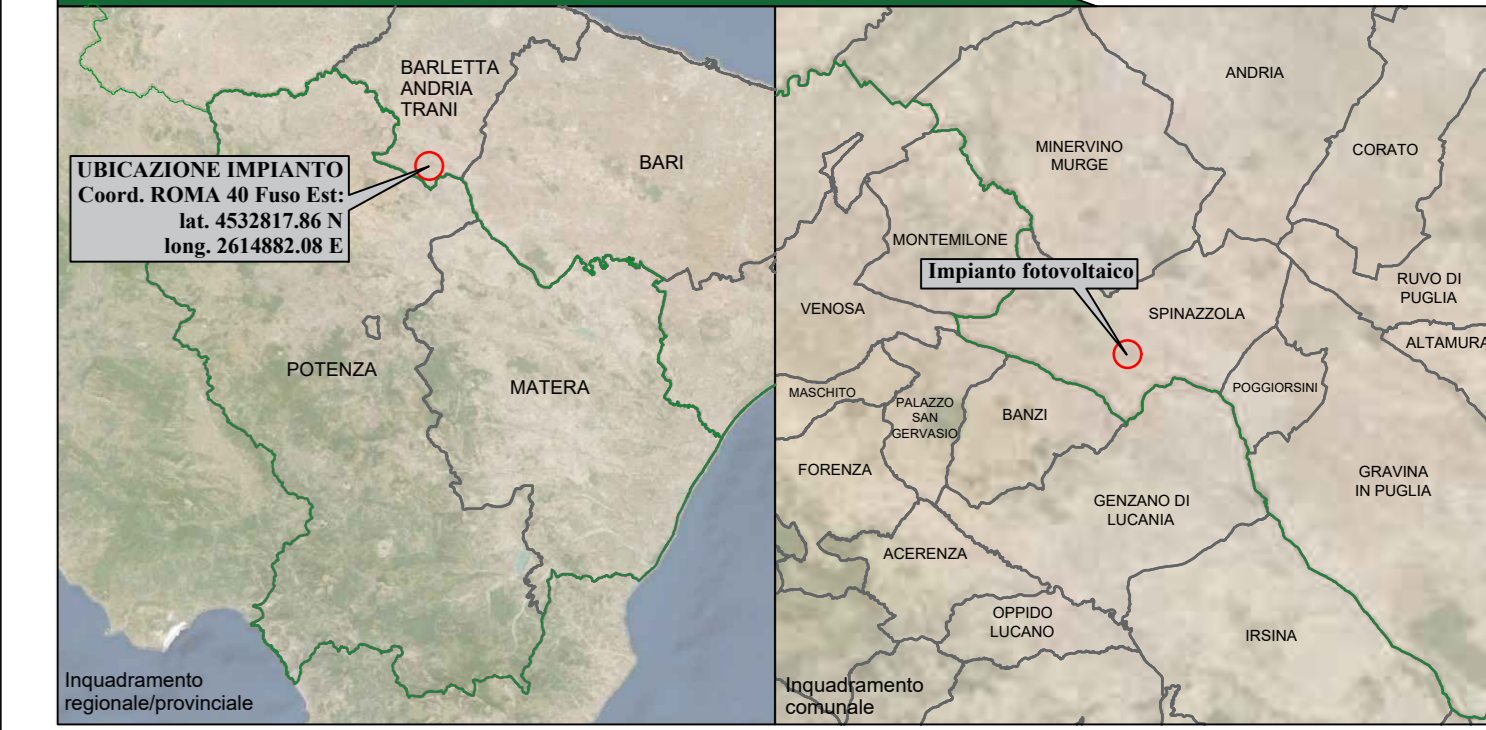 BARLETTA
ANDRIA
TRANI
BARI
UBICAZIONE IMPIANTO
Coord. ROMA 40 Fuso Est:
lat. 4532817.86 N
long. 2614882.08 E
POTENZA
MATERA
Inquadramento
regionale/provinciale
ANDRIA
MINERVINO
MURGE
CORATO
MONTEMILONE
Impianto fotovoltaico
RUVO DI
PUGLIA
VENOSA
SPINAZZOLA
ALTAMURA
MASCHITO
PALAZZO
SAN
GERVASIO
BANZI
POGGIORSINI
FORENZA
GENZANO DI
LUCANIA
GRAVINA
IN PUGLIA
ACERENZA
OPPIDO
LUCANO
IRSINA
Inquadramento
comunale